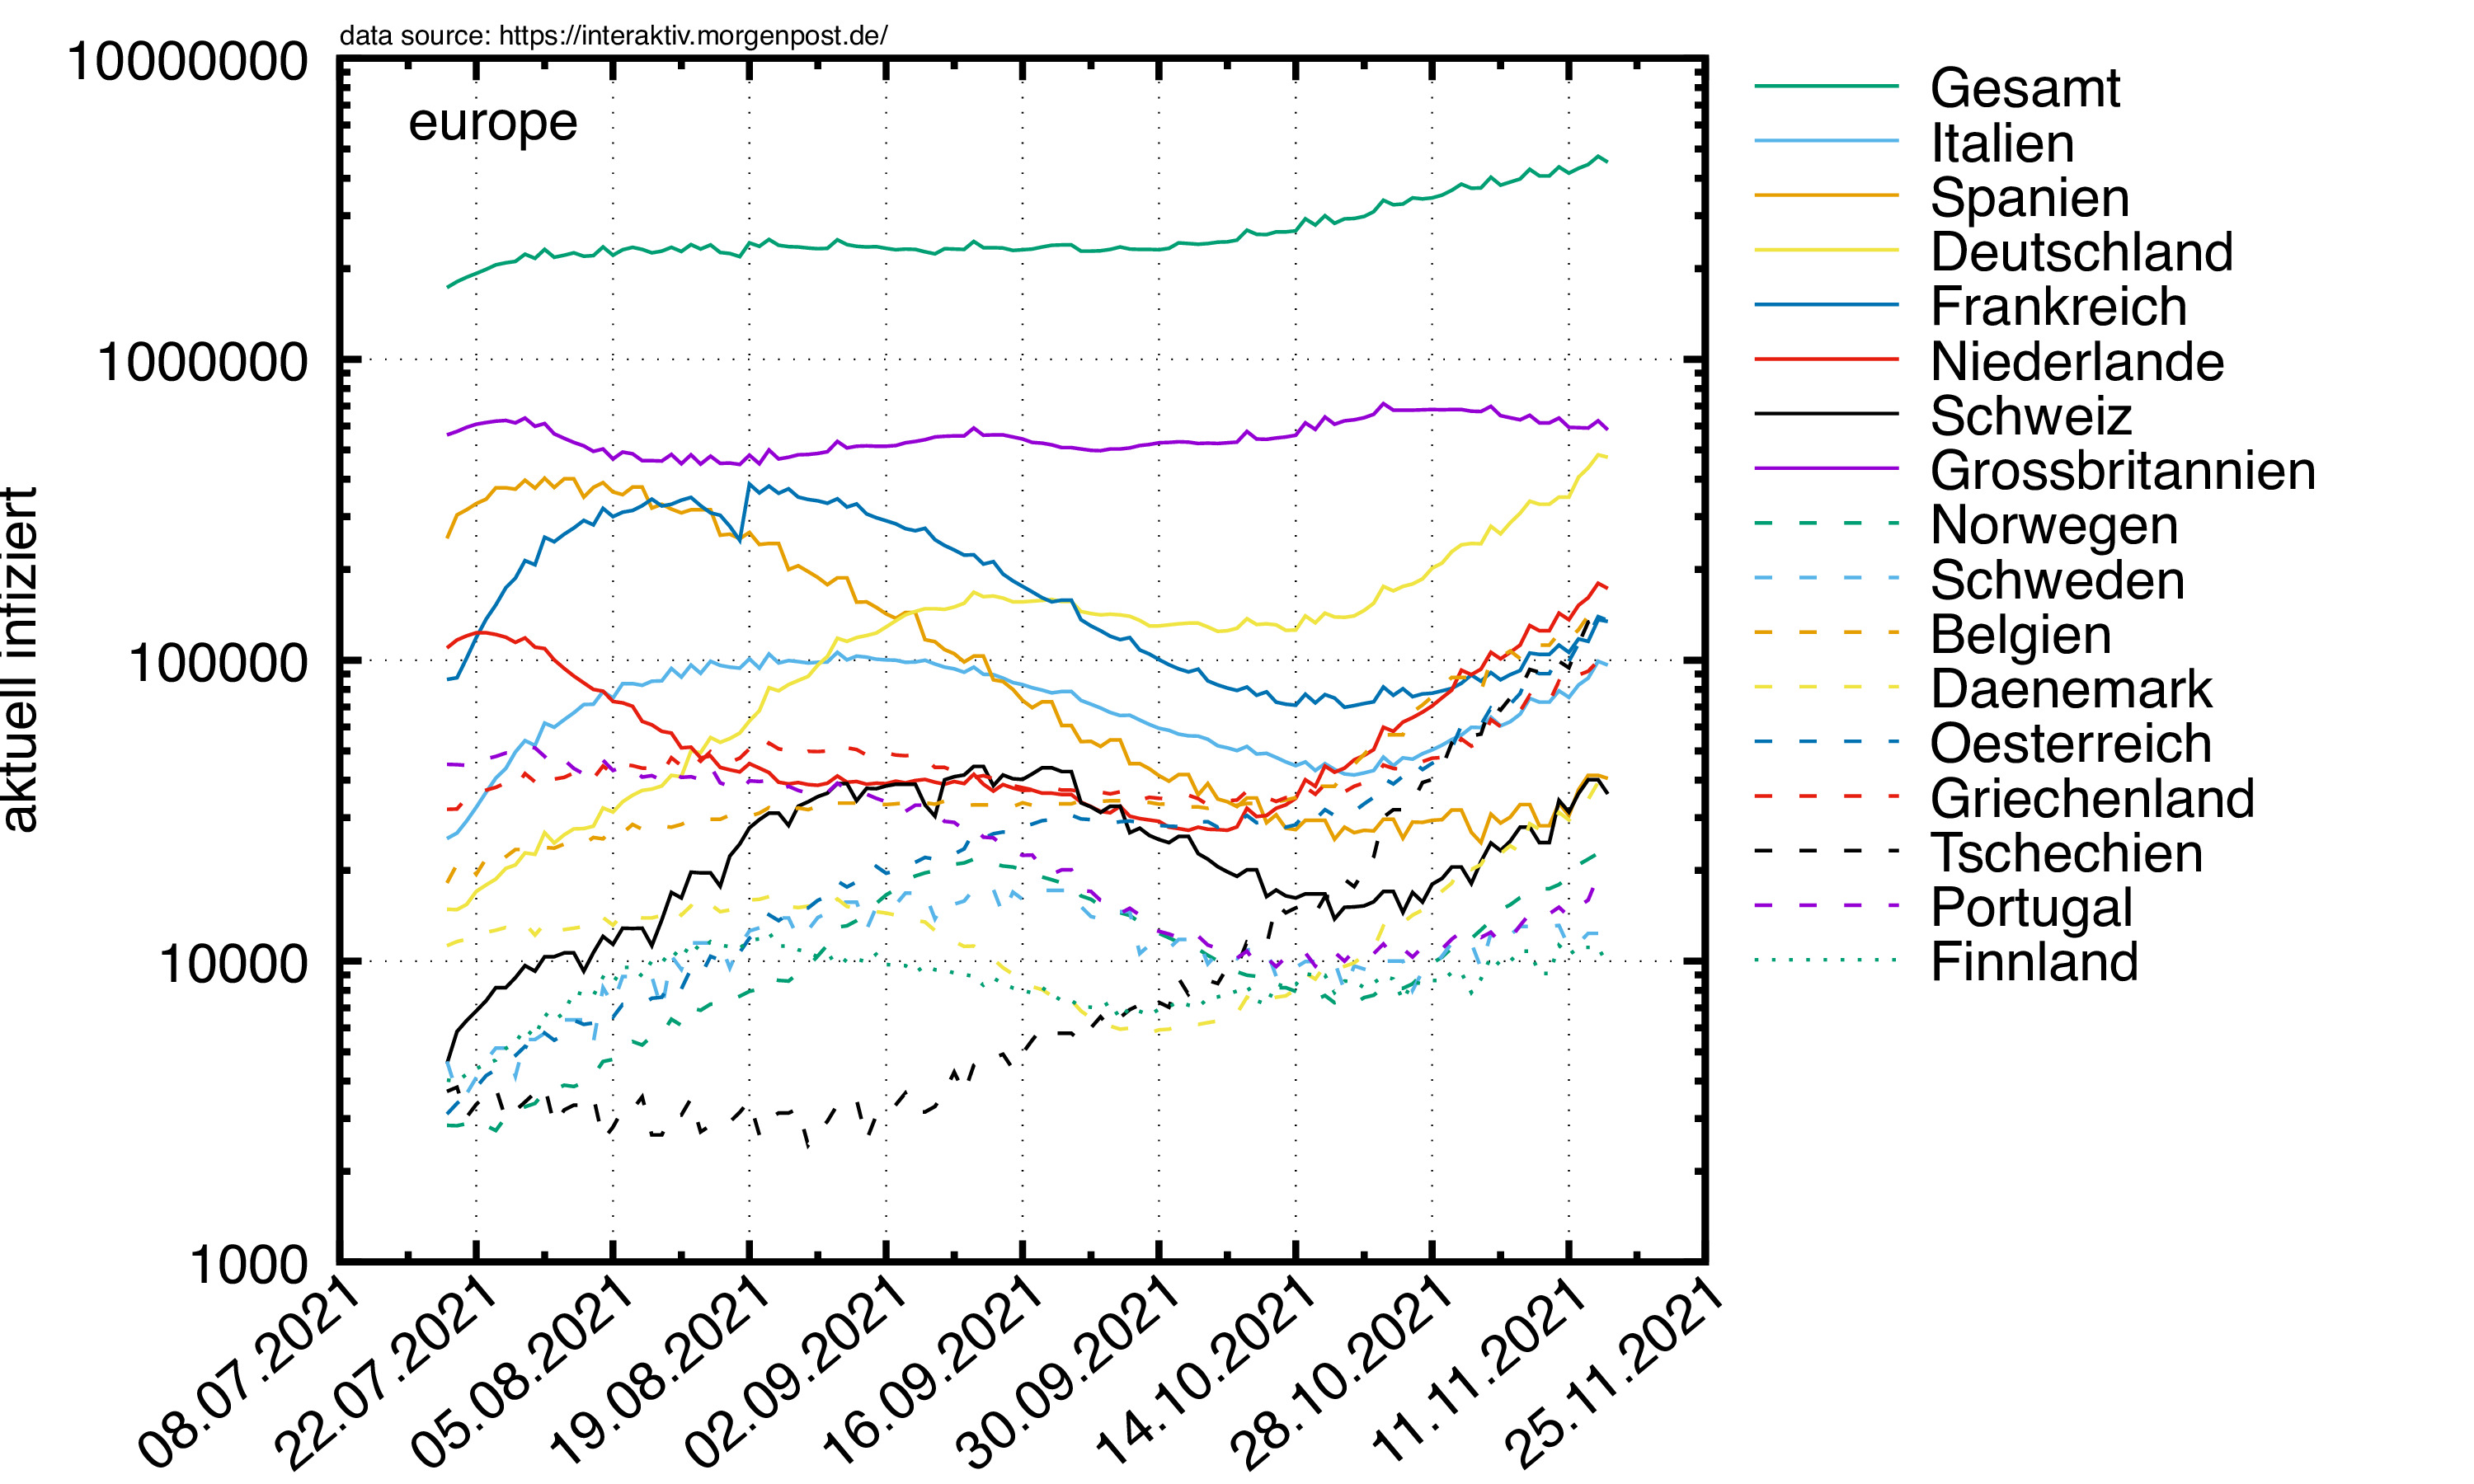 data source: https://interaktiv.morgenpost.de/
europe
aktuell infiziert
10000000
1000000
100000
10000
1000
08.07.2021
22.07.2021
05.08.2021
19.08.2021
02.09.2021
16.09.2021
30.09.2021
14.10.2021
28.10.2021
11.11.2021
25.11.2021
Gesamt
Italien
Spanien
Deutschland
Frankreich
Niederlande
Schweiz
Grossbritannien
Norwegen
Schweden
Belgien
Daenemark
Oesterreich
Griechenland
Tschechien
Portugal
Finnland